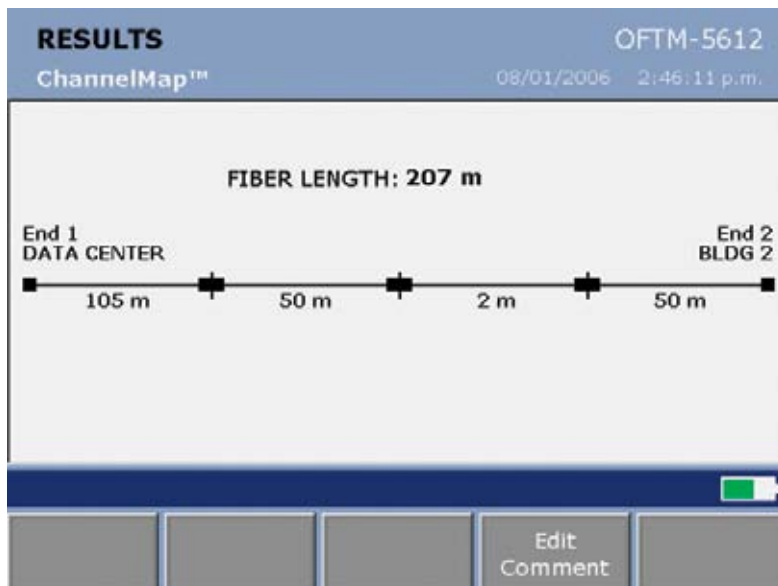 RESULTS
OFTM-5612
ChannelMap™
08/01/2006 2:46:11 p.m.
FIBER LENGTH: 207 m
End 1
DATA CENTER
End 2
BLDG 2
105 m
50 m
2 m
50 m
Edit
Comment